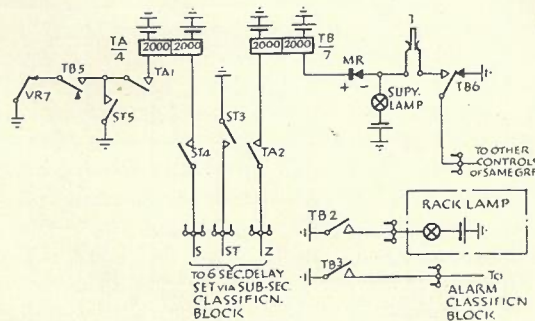 TA
4
2000 2000
TB
7
2000 2000
TB5
TA1
VR7
ST5
ST4
ST3
TA2
MR
+ -
SUPY.
LAMP
TB6
TO OTHER
CONTROLS
OF SAME GRP
S ST Z
TO 6 SEC. DELAY
SET VIA SUB-SEC.
CLASSIFICN.
BLOCK
TB2
RACK LAMP
TB3
ALARM
CLASSIFICN
BLOCK